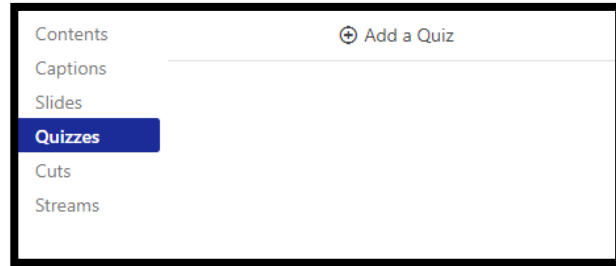 Contents
Add a Quiz
Captions
Slides
Quizzes
Cuts
Streams